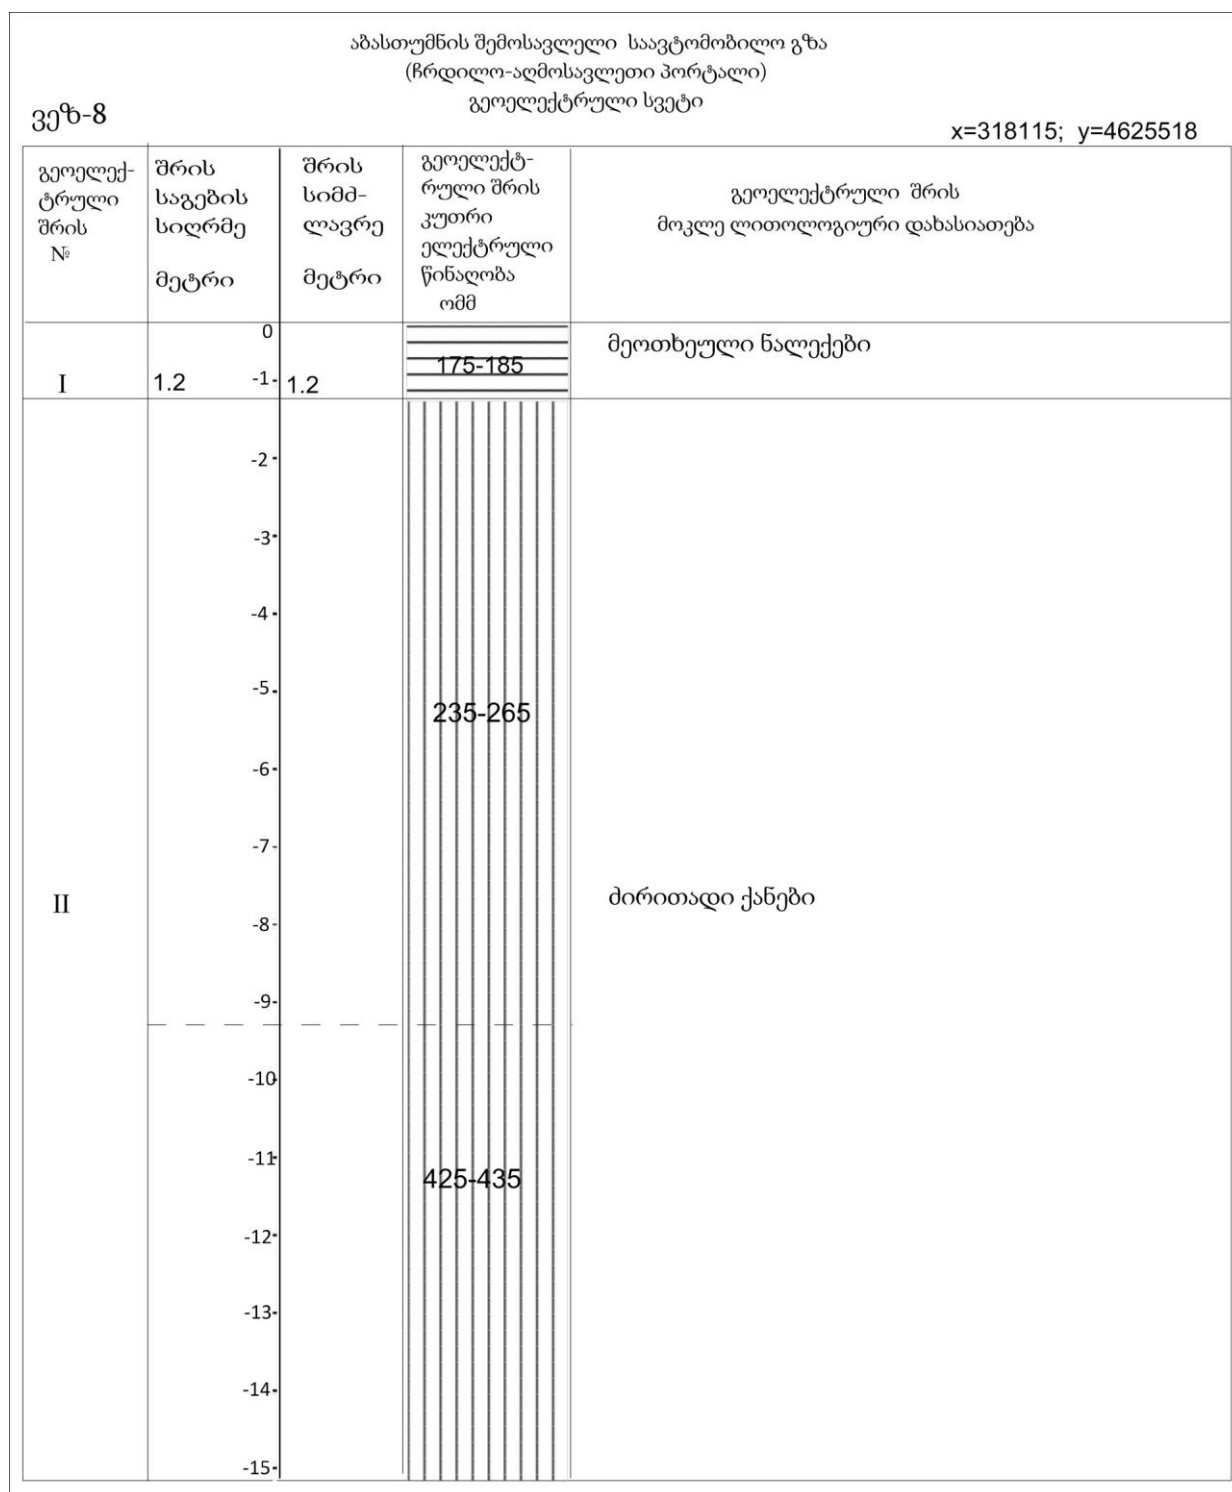 აბასთუმნის შემოსავლელი საავტომობილო გზა
(ჩრდილო-აღმოსავლეთი პორტალი)
გეოელექტრული სვეტი
ვეზ-8
x=318115; y=4625518
გეოელექ-
ტრული
შრის
№
შრის
საგების
სიღრმე
მეტრი
შრის
სიმძ-
ლავრე
მეტრი
გეოელექტ-
რული შრის
კუთრი
ელექტრული
წინაღობა
ომმ
გეოელექტრული შრის
მოკლე ლითოლოგიური დახასიათება
0
175-185
მეოთხეული ნალექები
I
1.2
-1
1.2
-2
-3
-4
-5
235-265
-6
-7
II
ძირითადი ქანები
-8
-9
-10
-11
425-435
-12
-13
-14
-15